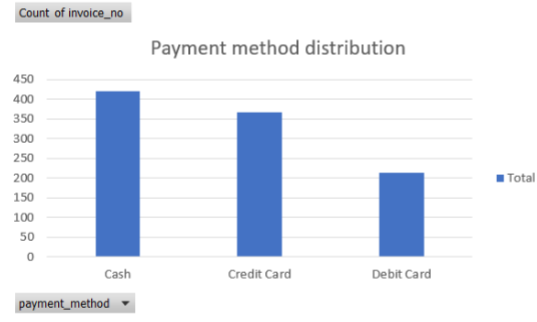 Count of invoice_no
Payment method distribution
450
400
350
300
250
200
150
100
50
0
Cash Credit Card Debit Card
Total
payment_method